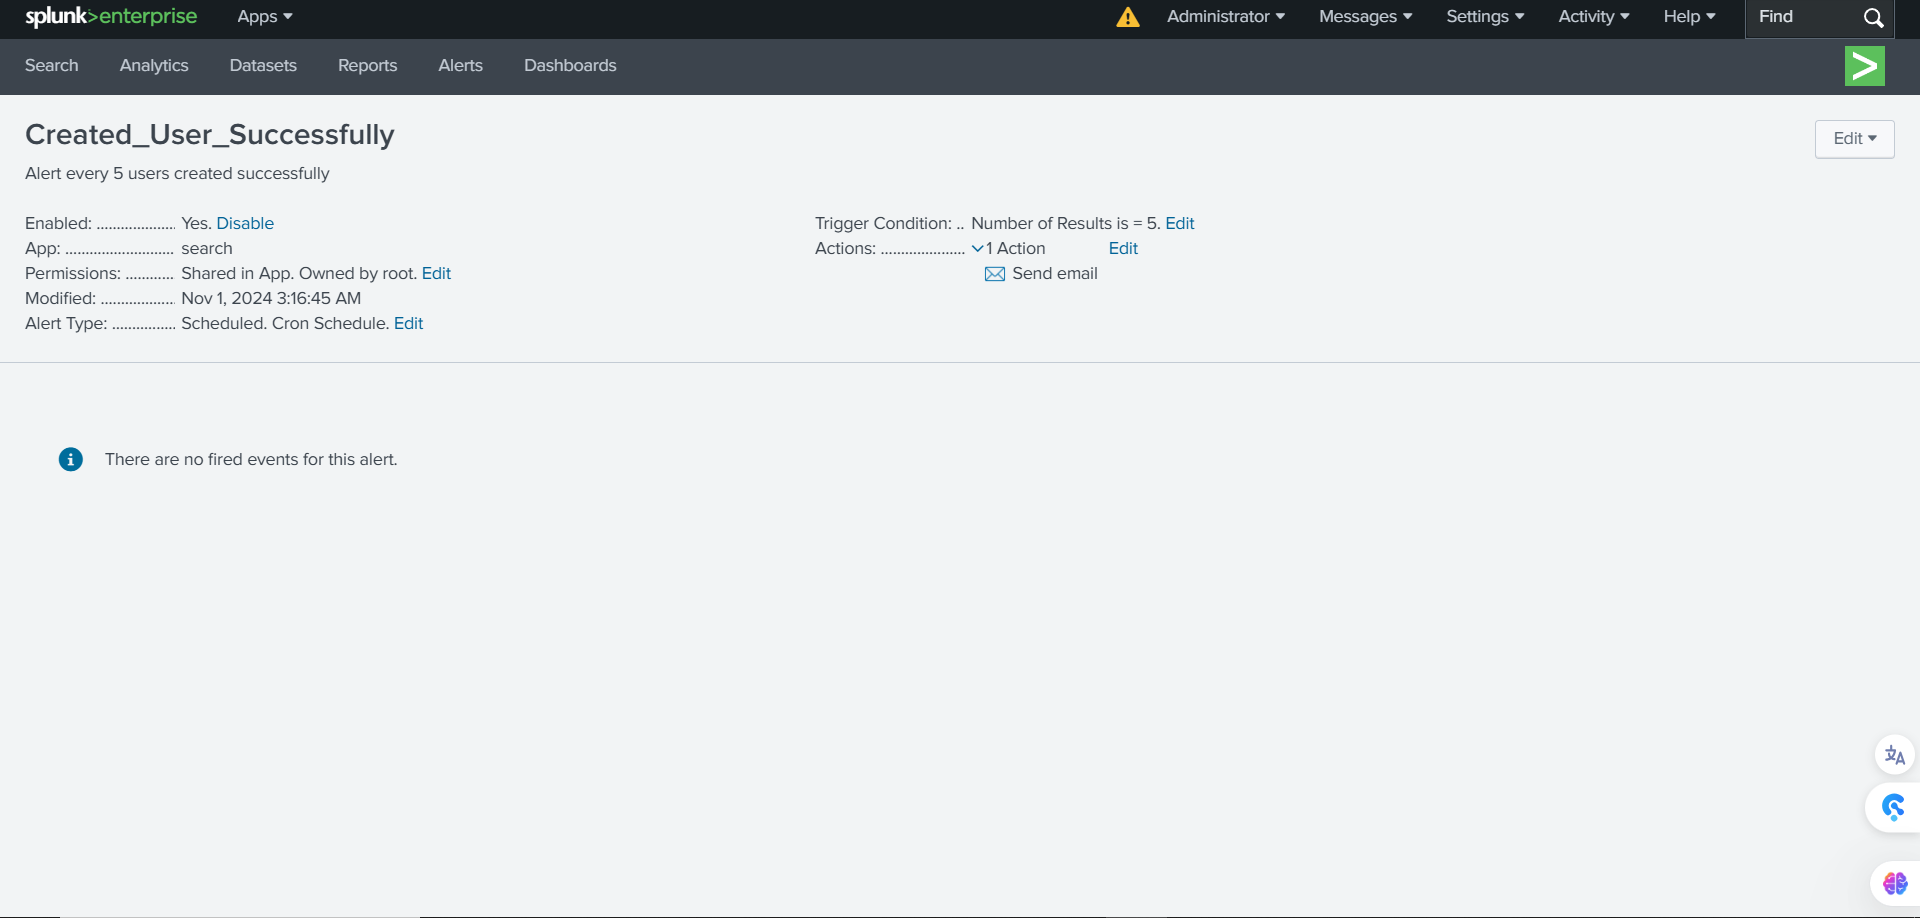 splunk>enterprise Apps Administrator Messages Settings Activity Help Find
Search Analytics Datasets Reports Alerts Dashboards
Created_User_Successfully
Edit
Alert every 5 users created successfully
Enabled: ................... Yes. Disable
App: .......................... search
Permissions: ............ Shared in App. Owned by root. Edit
Modified: .................. Nov 1, 2024 3:16:45 AM
Alert Type: ................ Scheduled. Cron Schedule. Edit
Trigger Condition: .. Number of Results is = 5. Edit
Actions: ..................... 1 Action Edit
Send email
There are no fired events for this alert.